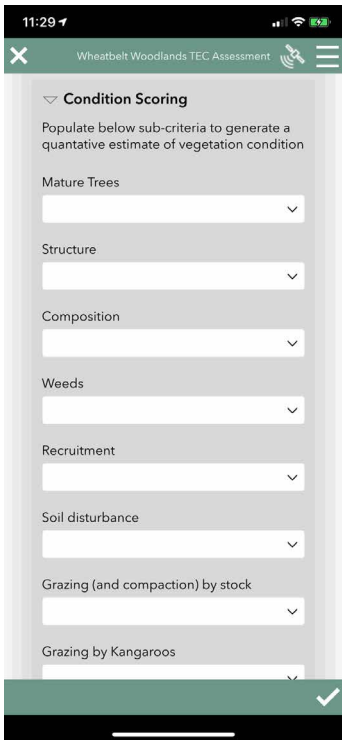 11:29
Wheatbelt Woodlands TEC Assessment
Condition Scoring
Populate below sub-criteria to generate a
quantative estimate of vegetation condition
Mature Trees
Structure
Composition
Weeds
Recruitment
Soil disturbance
Grazing (and compaction) by stock
Grazing by Kangaroos